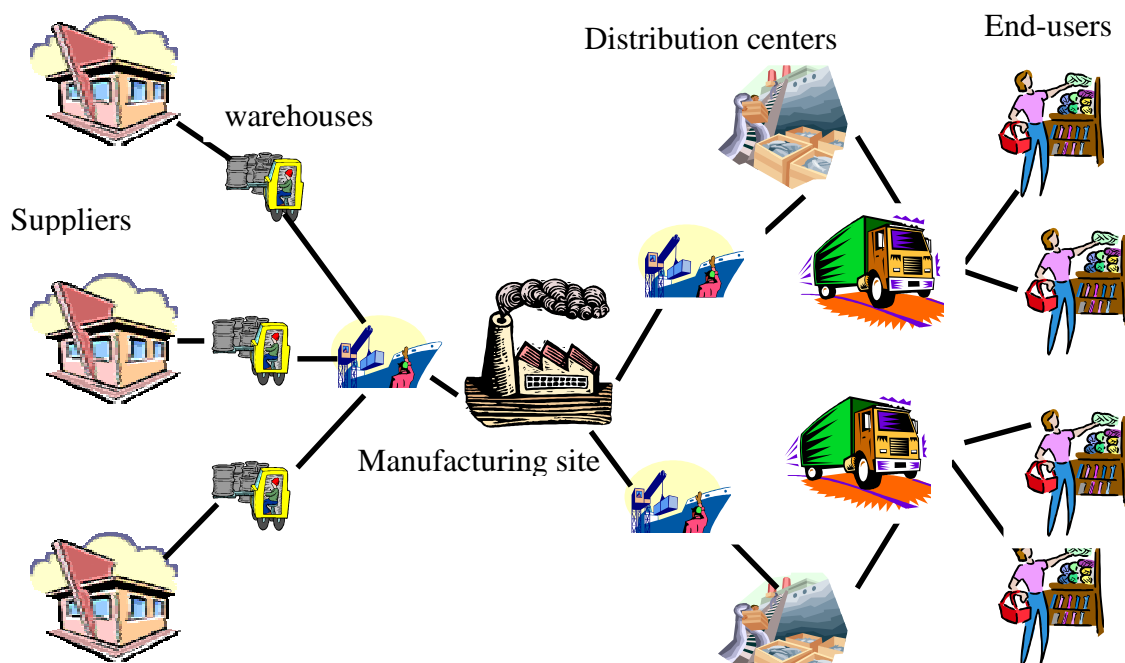 End-users
Distribution centers
warehouses
Suppliers
Manufacturing site